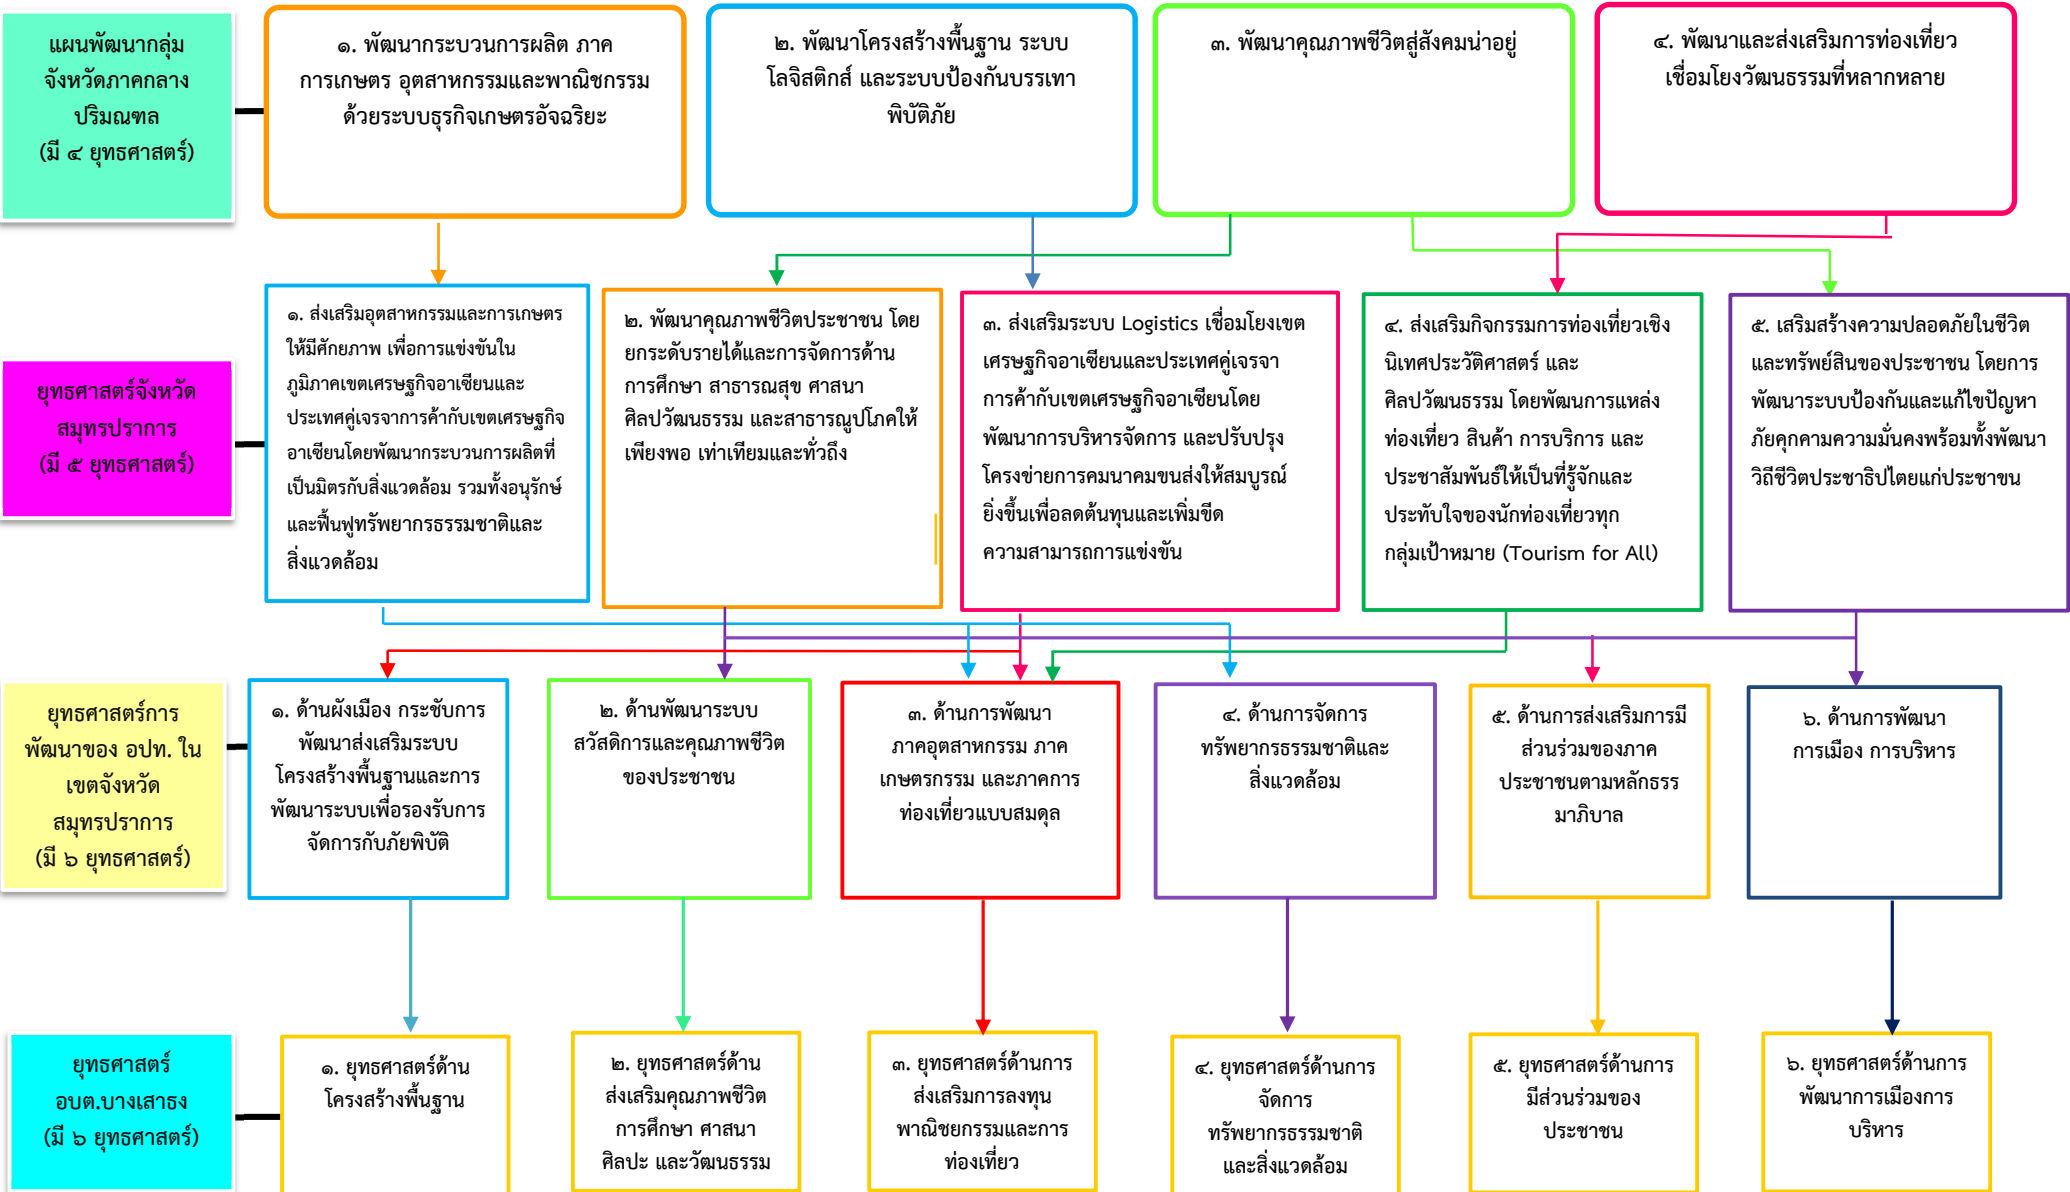 แผนพัฒนากลุ่ม
จังหวัดภาคกลาง
ปริมณฑล
(มี ๔ ยุทธศาสตร์)
๑. พัฒนากระบวนการผลิต ภาค
การเกษตร อุตสาหกรรมและพาณิชกรรม
ด้วยระบบธุรกิจเกษตรอัจฉริยะ
๒. พัฒนาโครงสร้างพื้นฐาน ระบบ
โลจิสติกส์ และระบบป้องกันบรรเทา
พิบัติภัย
๓. พัฒนาคุณภาพชีวิตสู่สังคมน่าอยู่
๔. พัฒนาและส่งเสริมการท่องเที่ยว
เชื่อมโยงวัฒนธรรมที่หลากหลาย
ยุทธศาสตร์จังหวัด
สมุทรปราการ
(มี ๕ ยุทธศาสตร์)
๑. ส่งเสริมอุตสาหกรรมและการเกษตร
ให้มีศักยภาพ เพื่อการแข่งขันใน
ภูมิภาคเขตเศรษฐกิจอาเซียนและ
ประเทศคู่เจรจาการค้ากับเขตเศรษฐกิจ
อาเซียนโดยพัฒนากระบวนการผลิตที่
เป็นมิตรกับสิ่งแวดล้อม รวมทั้งอนุรักษ์
และฟื้นฟูทรัพยากรธรรมชาติและ
สิ่งแวดล้อม
๒. พัฒนาคุณภาพชีวิตประชาชน โดย
ยกระดับรายได้และการจัดการด้าน
การศึกษา สาธารณสุข ศาสนา
ศิลปวัฒนธรรม และสาธารณูปโภคให้
เพียงพอ เท่าเทียมและทั่วถึง
๓. ส่งเสริมระบบ Logistics เชื่อมโยงเขต
เศรษฐกิจอาเซียนและประเทศคู่เจรจา
การค้ากับเขตเศรษฐกิจอาเซียนโดย
พัฒนาการบริหารจัดการ และปรับปรุง
โครงข่ายการคมนาคมขนส่งให้สมบูรณ์
ยิ่งขึ้นเพื่อลดต้นทุนและเพิ่มขีด
ความสามารถการแข่งขัน
๔. ส่งเสริมกิจกรรมการท่องเที่ยวเชิง
นิเทศประวัติศาสตร์ และ
ศิลปวัฒนธรรม โดยพัฒนการแหล่ง
ท่องเที่ยว สินค้า การบริการ และ
ประชาสัมพันธ์ให้เป็นที่รู้จักและ
ประทับใจของนักท่องเที่ยวทุก
กลุ่มเป้าหมาย (Tourism for All)
๕. เสริมสร้างความปลอดภัยในชีวิต
และทรัพย์สินของประชาชน โดยการ
พัฒนาระบบป้องกันและแก้ไขปัญหา
ภัยคุกคามความมั่นคงพร้อมทั้งพัฒนา
วิถีชีวิตประชาธิปไตยแก่ประชาขน
ยุทธศาสตร์การ
พัฒนาของ อปท. ใน
เขตจังหวัด
สมุทรปราการ
(มี ๖ ยุทธศาสตร์)
๑. ด้านผังเมือง กระชับการ
พัฒนาส่งเสริมระบบ
โครงสร้างพื้นฐานและการ
พัฒนาระบบเพื่อรองรับการ
จัดการกับภัยพิบัติ
๒. ด้านพัฒนาระบบ
สวัสดิการและคุณภาพชีวิต
ของประชาชน
๓. ด้านการพัฒนา
ภาคอุตสาหกรรม ภาค
เกษตรกรรม และภาคการ
ท่องเที่ยวแบบสมดุล
๔. ด้านการจัดการ
ทรัพยากรธรรมชาติและ
สิ่งแวดล้อม
๕. ด้านการส่งเสริมการมี
ส่วนร่วมของภาค
ประชาชนตามหลักธรร
มาภิบาล
๖. ด้านการพัฒนา
การเมือง การบริหาร
ยุทธศาสตร์
อบต.บางเสาธง
(มี ๖ ยุทธศาสตร์)
๑. ยุทธศาสตร์ด้าน
โครงสร้างพื้นฐาน
๒. ยุทธศาสตร์ด้าน
ส่งเสริมคุณภาพชีวิต
การศึกษา ศาสนา
ศิลปะ และวัฒนธรรม
๓. ยุทธศาสตร์ด้านการ
ส่งเสริมการลงทุน
พาณิชยกรรมและการ
ท่องเที่ยว
๔. ยุทธศาสตร์ด้านการ
จัดการ
ทรัพยากรธรรมชาติ
และสิ่งแวดล้อม
๕. ยุทธศาสตร์ด้านการ
มีส่วนร่วมของ
ประชาชน
๖. ยุทธศาสตร์ด้านการ
พัฒนาการเมืองการ
บริหาร